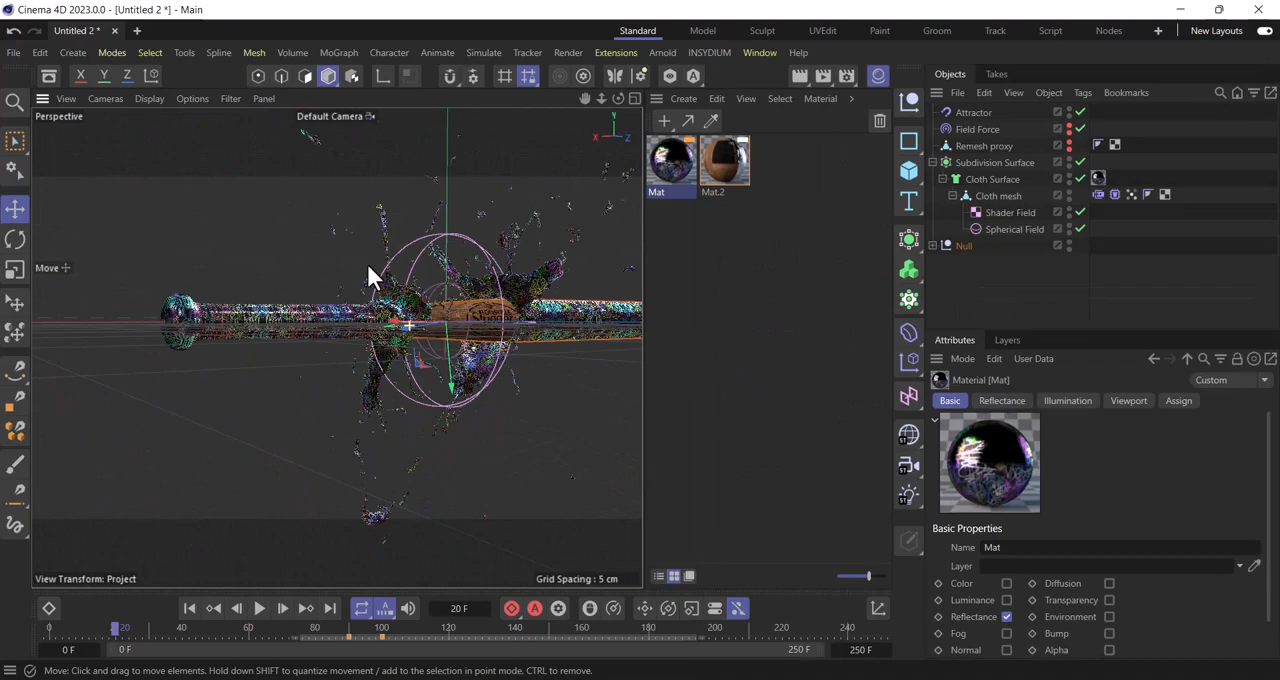 Cinema 4D 2023.0.0 - [Untitled 2 *] - Main
Untitled 2 *
Standard Model Sculpt UVEdit Paint Groom Track Script Nodes New Layouts
File Edit Create Modes Select Tools Spline Mesh Volume MoGraph Character Animate Simulate Tracker Render Extensions Arnold INSYDIUM Window Help
X Y Z
Objects Takes
View Cameras Display Options Filter Panel
Create Edit View Select Material
File Edit View Object Tags Bookmarks
Perspective
Default Camera
Y
X Z
Attractor
Field Force
Remesh proxy
Subdivision Surface
Cloth Surface
Cloth mesh
Shader Field
Spherical Field
Null
Mat
Mat.2
Move
Attributes Layers
Mode Edit User Data
Material [Mat]
Custom
Basic Reflectance Illumination Viewport Assign
Basic Properties
Name Mat
Layer
Color Diffusion
Luminance Transparency
Reflectance Environment
Fog Bump
Normal Alpha
View Transform: Project
Grid Spacing : 5 cm
20 F
0 20 40 60 80 100 120 140 160 180 200 220 240
0 F 0 F 250 F 250 F
Move: Click and drag to move elements. Hold down SHIFT to quantize movement / add to the selection in point mode, CTRL to remove.